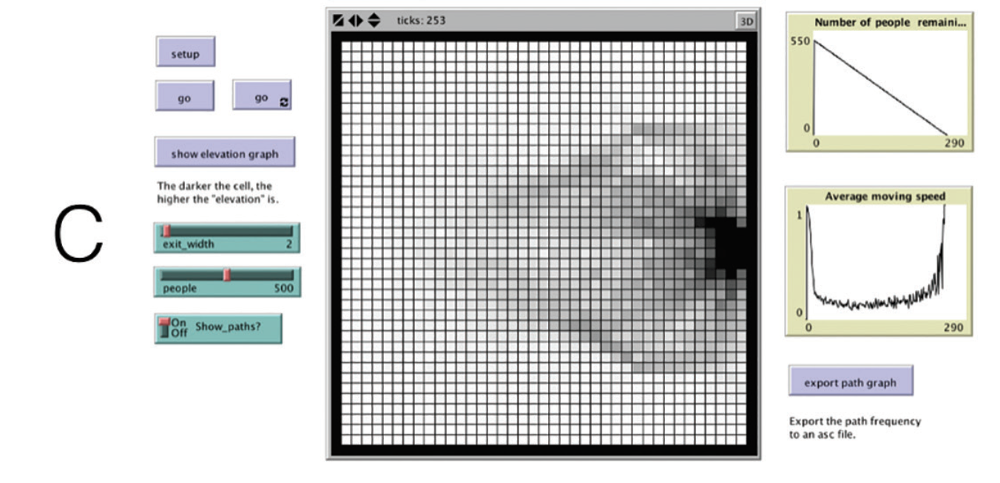 C
setup
go
go
show elevation graph
The darker the cell, the
higher the "elevation" is.
exit_width 2
people 500
On
Off
Show_paths?
ticks: 253
3D
Number of people remaini...
550
0
0 290
Average moving speed
1
0
0 290
export path graph
Export the path frequency
to an asc file.